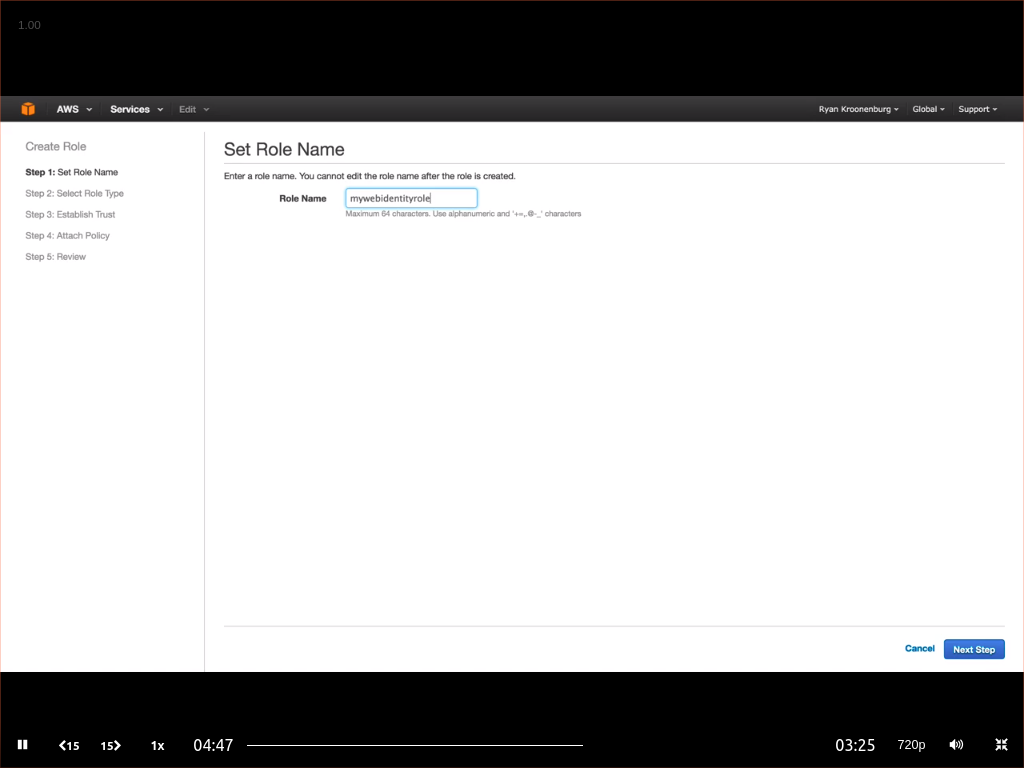 1.00
AWS Services Edit Ryan Kroonenburg Global Support
Create Role
Step 1: Set Role Name
Step 2: Select Role Type
Step 3: Establish Trust
Step 4: Attach Policy
Step 5: Review
Set Role Name
Enter a role name. You cannot edit the role name after the role is created.
Role Name mywebidentityrole
Maximum 64 characters. Use alphanumeric and '+=,.@-_' characters
Cancel Next Step
15 15 1x 04:47 03:25 720p